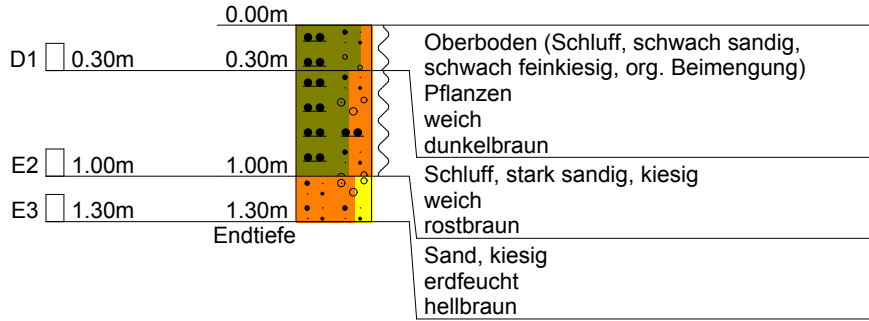 0.00m
D1 0.30m 0.30m
Oberboden (Schluff, schwach sandig,
schwach feinkiesig, org. Beimengung)
Pflanzen
weich
dunkelbraun
E2 1.00m 1.00m
Schluff, stark sandig, kiesig
weich
rostbraun
E3 1.30m 1.30m
Endtiefe
Sand, kiesig
erdfeucht
hellbraun